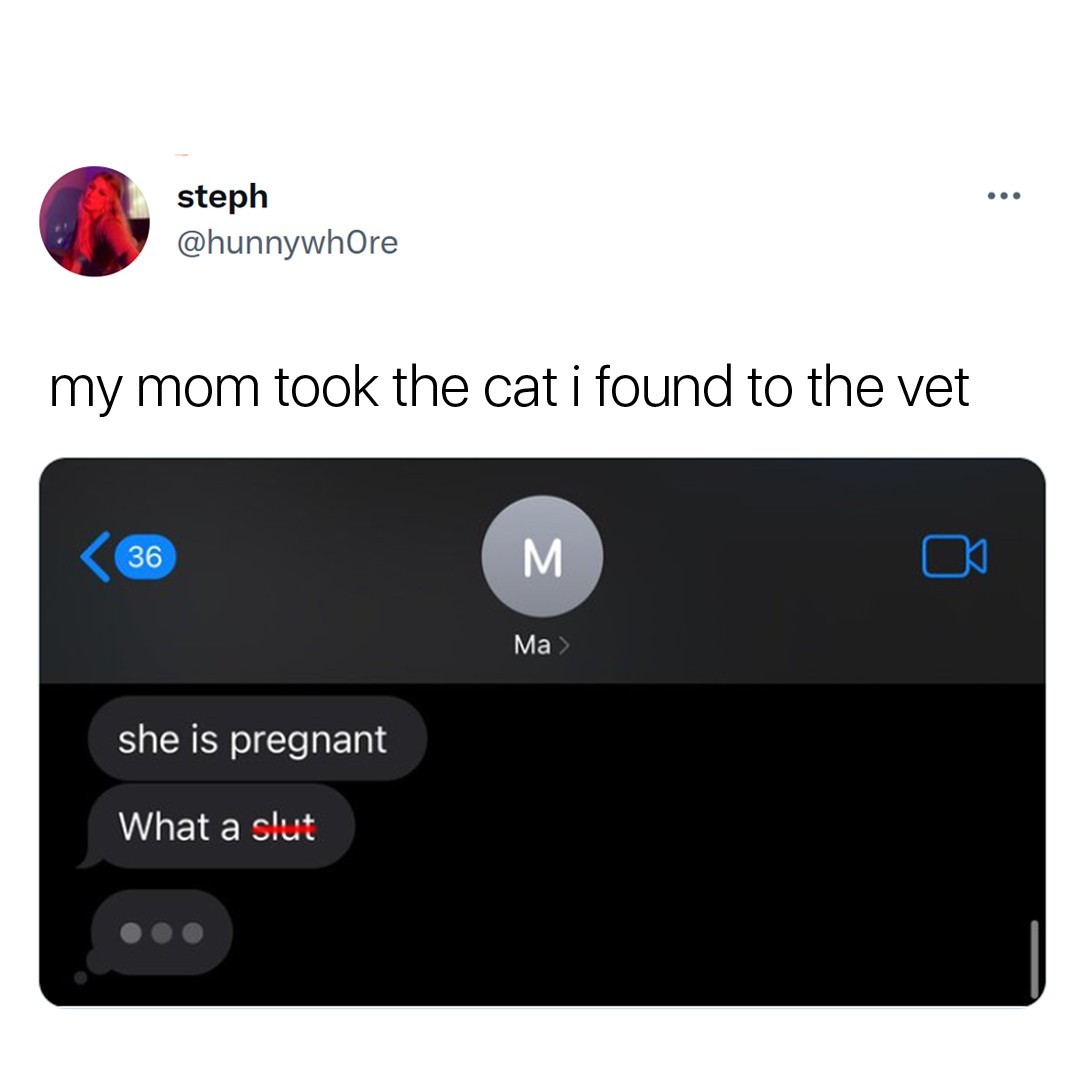 steph
@hunnywh0re
my mom took the cat i found to the vet
36
M
Ma
she is pregnant
What a slut